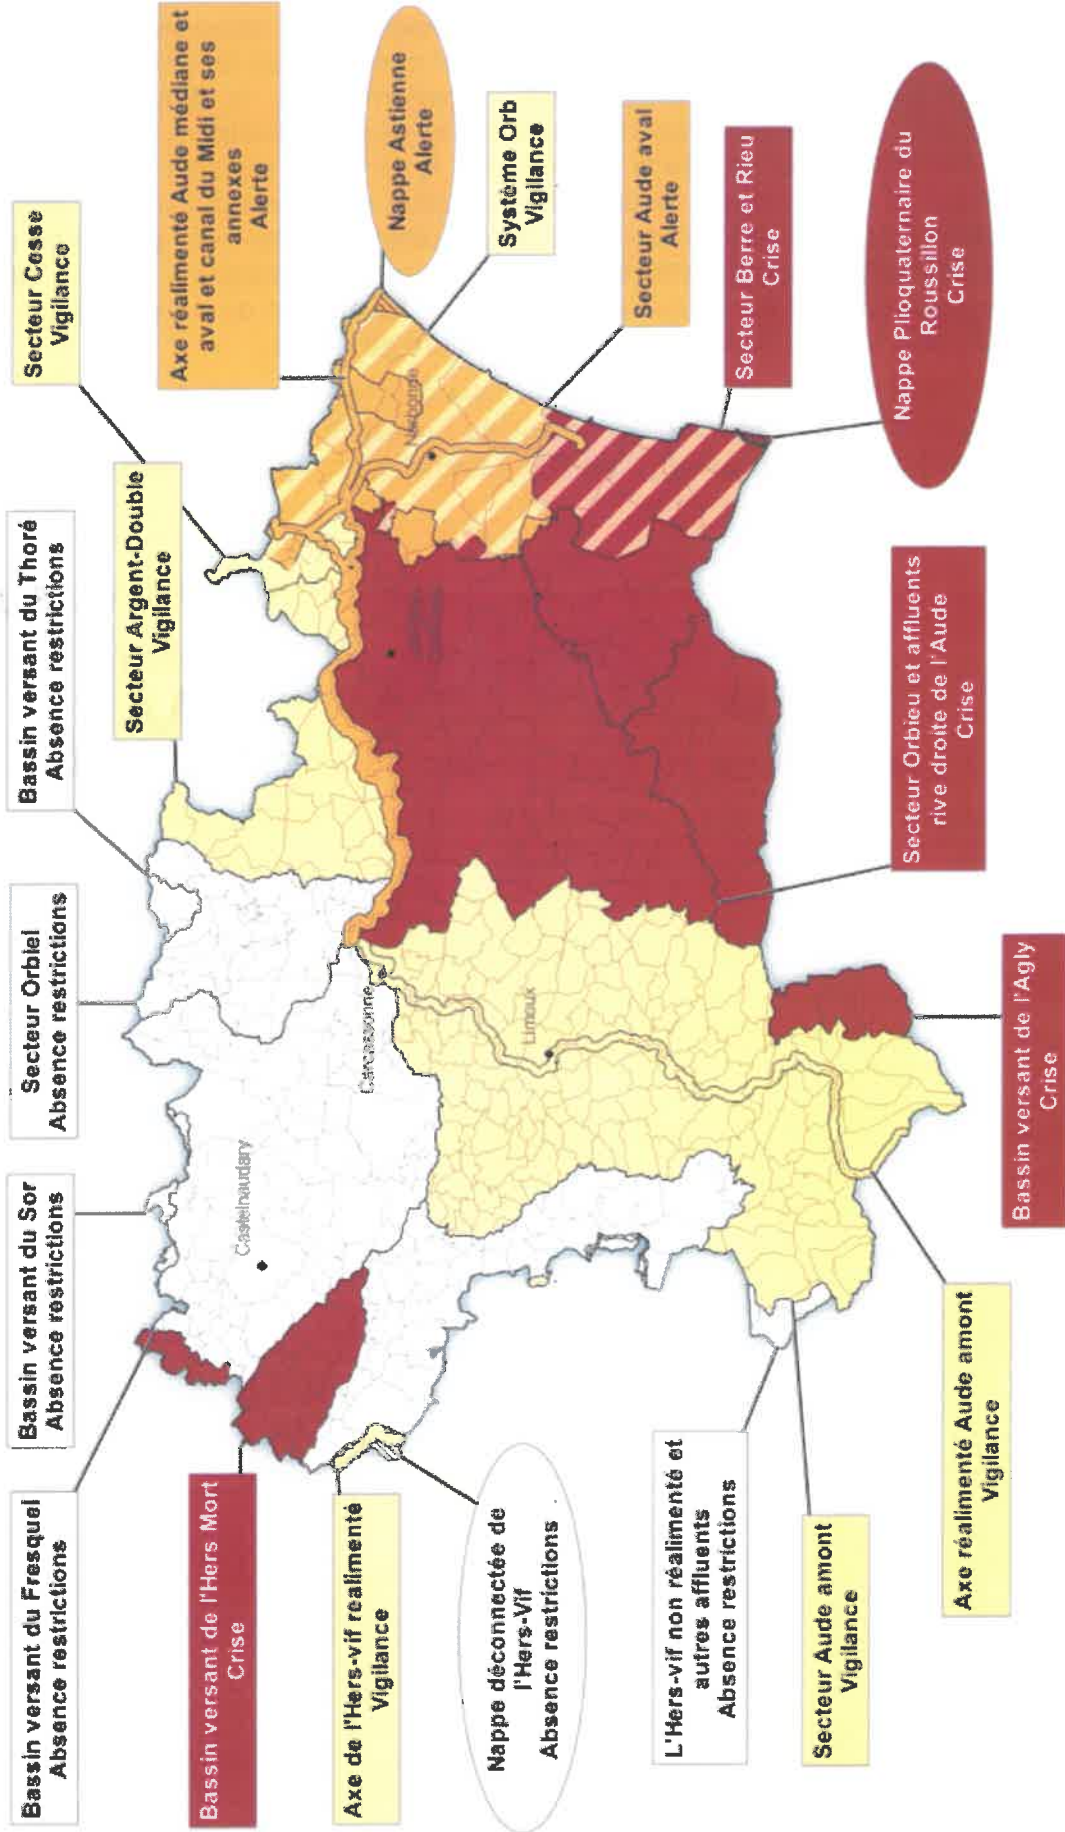 Bassin versant du Fresquel
Absence restrictions
Bassin versant du Sor
Absence restrictions
Secteur Orbiel
Absence restrictions
Bassin versant du Thoré
Absence restrictions
Secteur Argent-Double
Vigilance
Secteur Cesse
Vigilance
Axe réalimenté Aude médiane et
aval et canal du Midi et ses
annexes
Alerte
Nappe Astienne
Alerte
Système Orb
Vigilance
Secteur Aude aval
Alerte
Secteur Berre et Rieu
Crise
Nappe Plioquaternaire du
Roussillon
Crise
Secteur Orbieu et affluents
rive droite de l'Aude
Crise
Bassin versant de l'Agly
Crise
Axe réalimenté Aude amont
Vigilance
Secteur Aude amont
Vigilance
L'Hers-vif non réalimenté et
autres affluents
Absence restrictions
Nappe déconnectée de
l'Hers-Vif
Absence restrictions
Axe de l'Hers-vif realimenté
Vigilance
Bassin versant de l'Hers Mort
Crise
Castelnaudary
Carcassonne
Limoux
Narbonne